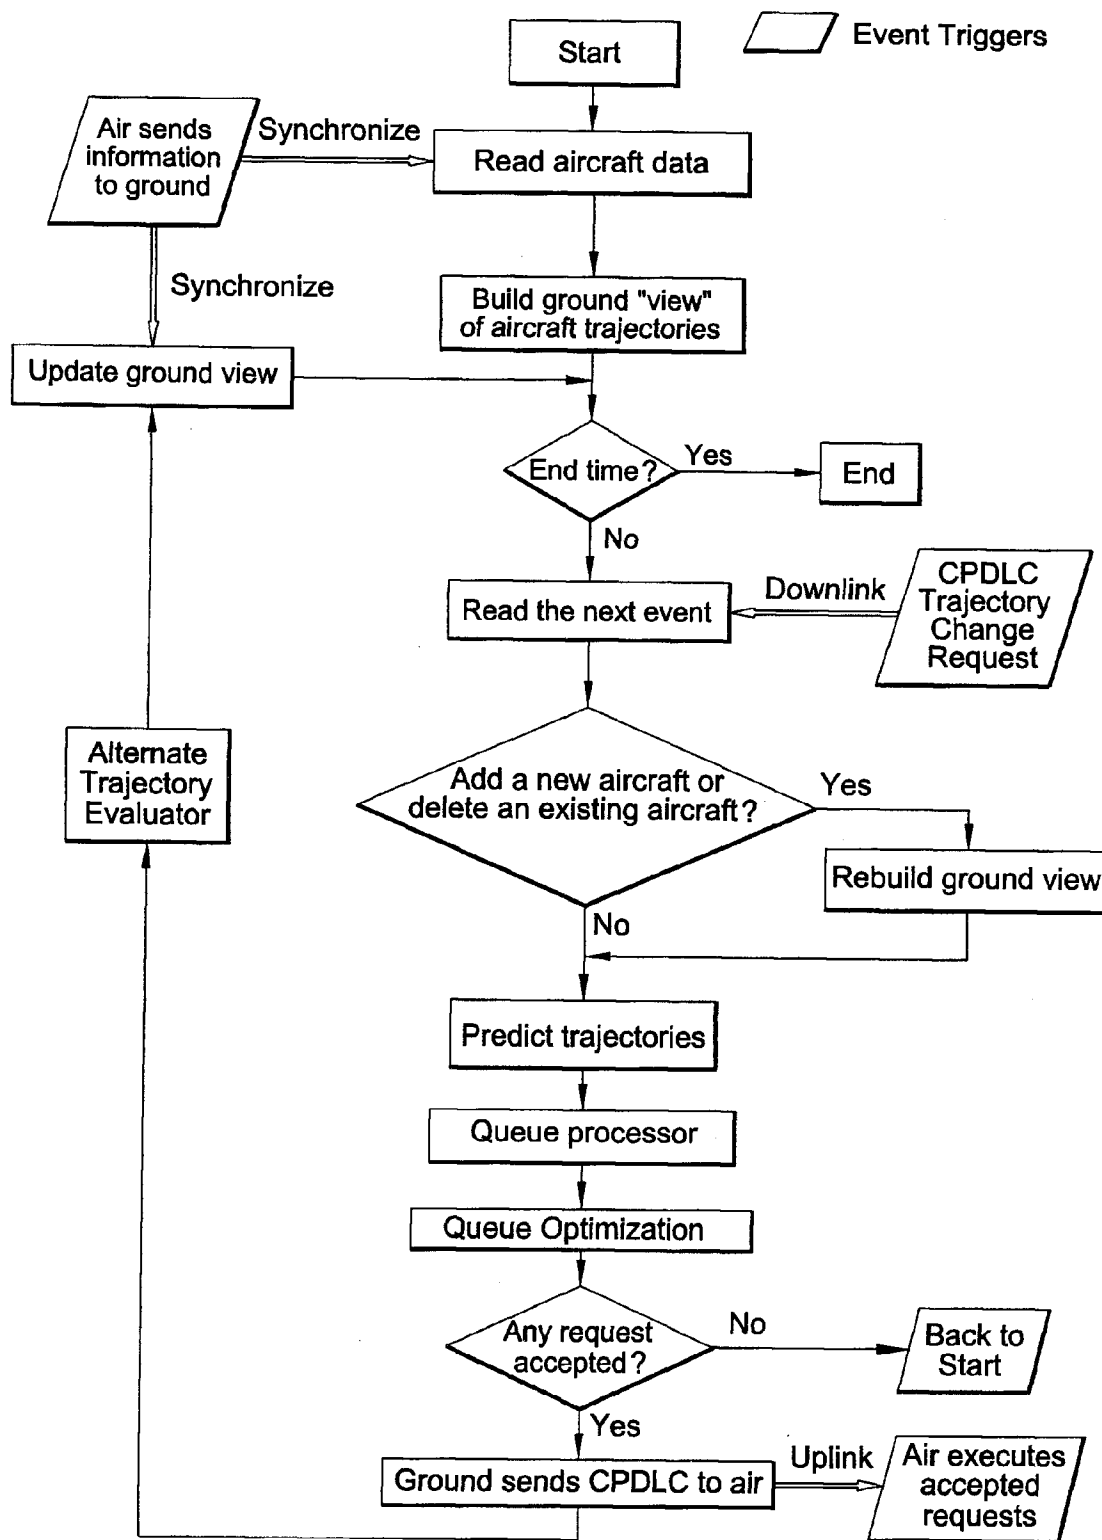 Start
Event Triggers
Air sends
information
to ground
Synchronize
Read aircraft data
Synchronize
Build ground "view"
of aircraft trajectories
Update ground view
End time?
Yes
End
No
Read the next event
Downlink
CPDLC
Trajectory
Change
Request
Alternate
Trajectory
Evaluator
Add a new aircraft or
delete an existing aircraft?
Yes
Rebuild ground view
No
Predict trajectories
Queue processor
Queue Optimization
Any request
accepted?
No
Back to
Start
Yes
Ground sends CPDLC to air
Uplink
Air executes
accepted
requests